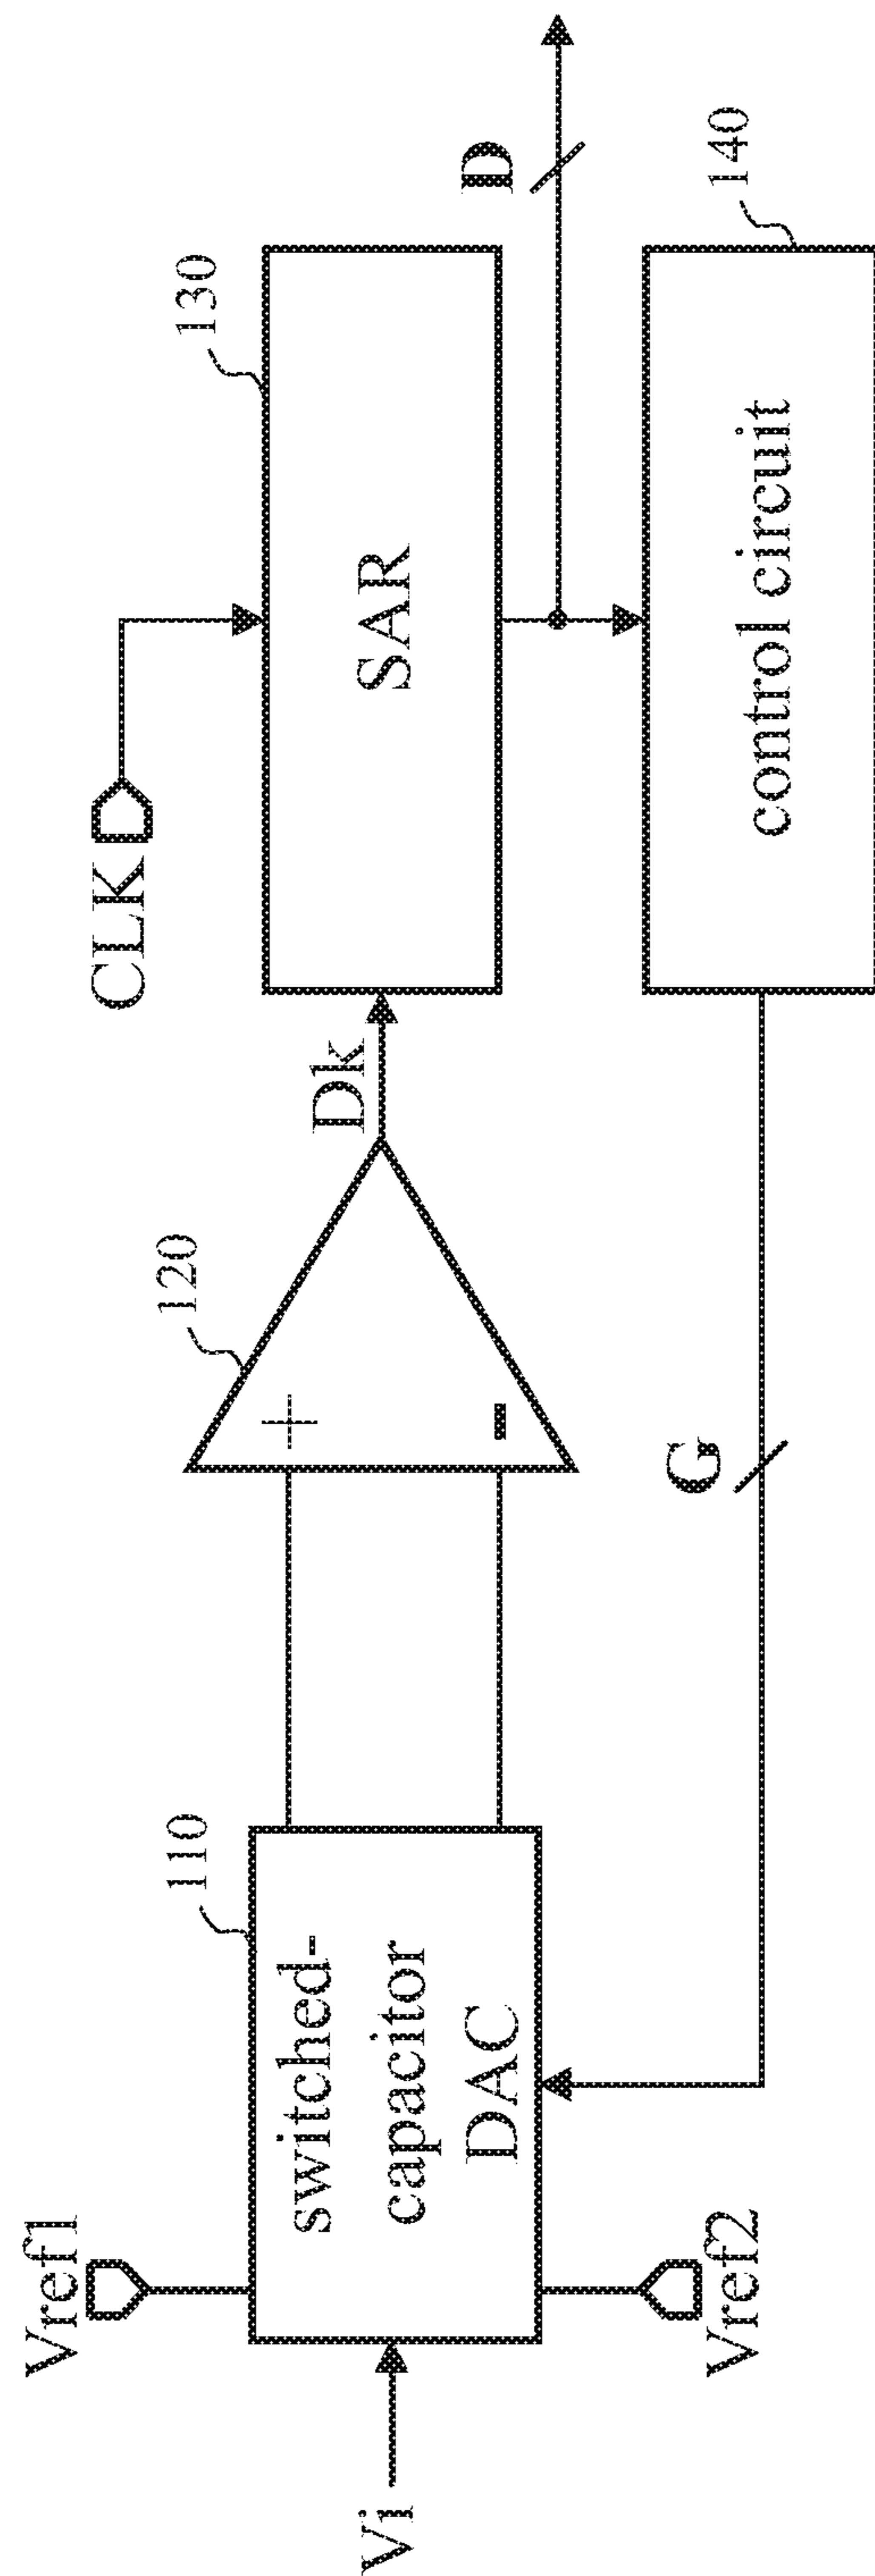 Vref1
CLK
110
120
130
switched-
capacitor
DAC
+
-
Dk
SAR
Vi
D
Vref2
G
140
control circuit